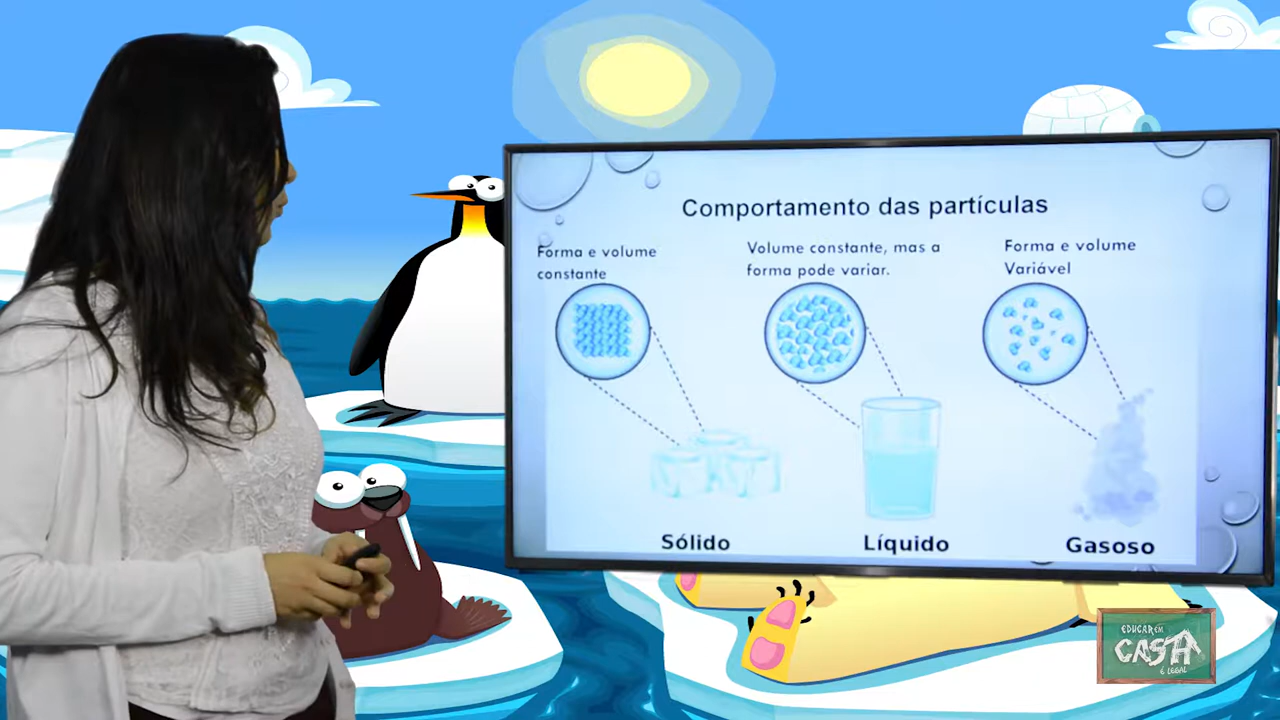 Comportamento das partículas
Forma e volume
constante
Volume constante, mas a
forma pode variar.
Forma e volume
Variável
Sólido
Líquido
Gasoso
EDUCAR EM
CASA
É LEGAL